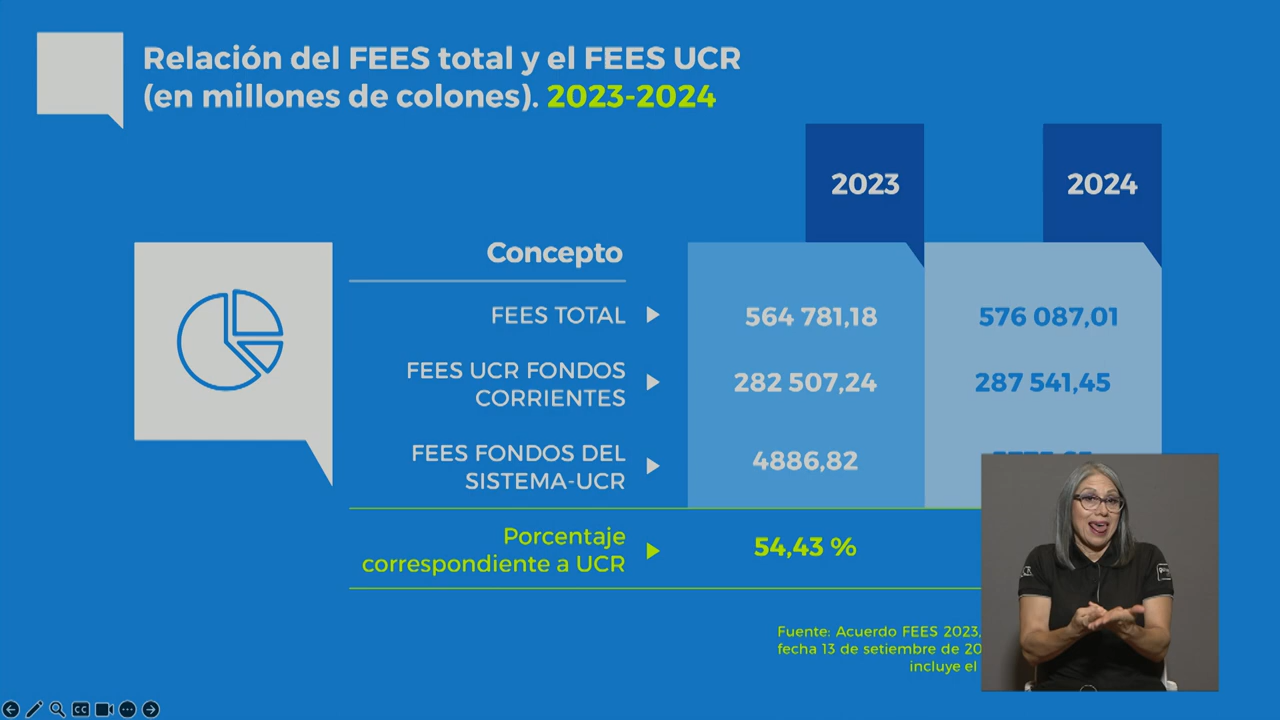 Relación del FEES total y el FEES UCR
(en millones de colones). 2023-2024
2023
2024
Concepto
FEES TOTAL
564 781,18
576 087,01
FEES UCR FONDOS
CORRIENTES
282 507,24
287 541,45
FEES FONDOS DEL
SISTEMA-UCR
4886,82
Porcentaje
correspondiente a UCR
54,43 %
Fuente: Acuerdo FEES 2023,
fecha 13 de setiembre de 20
incluye el
CC